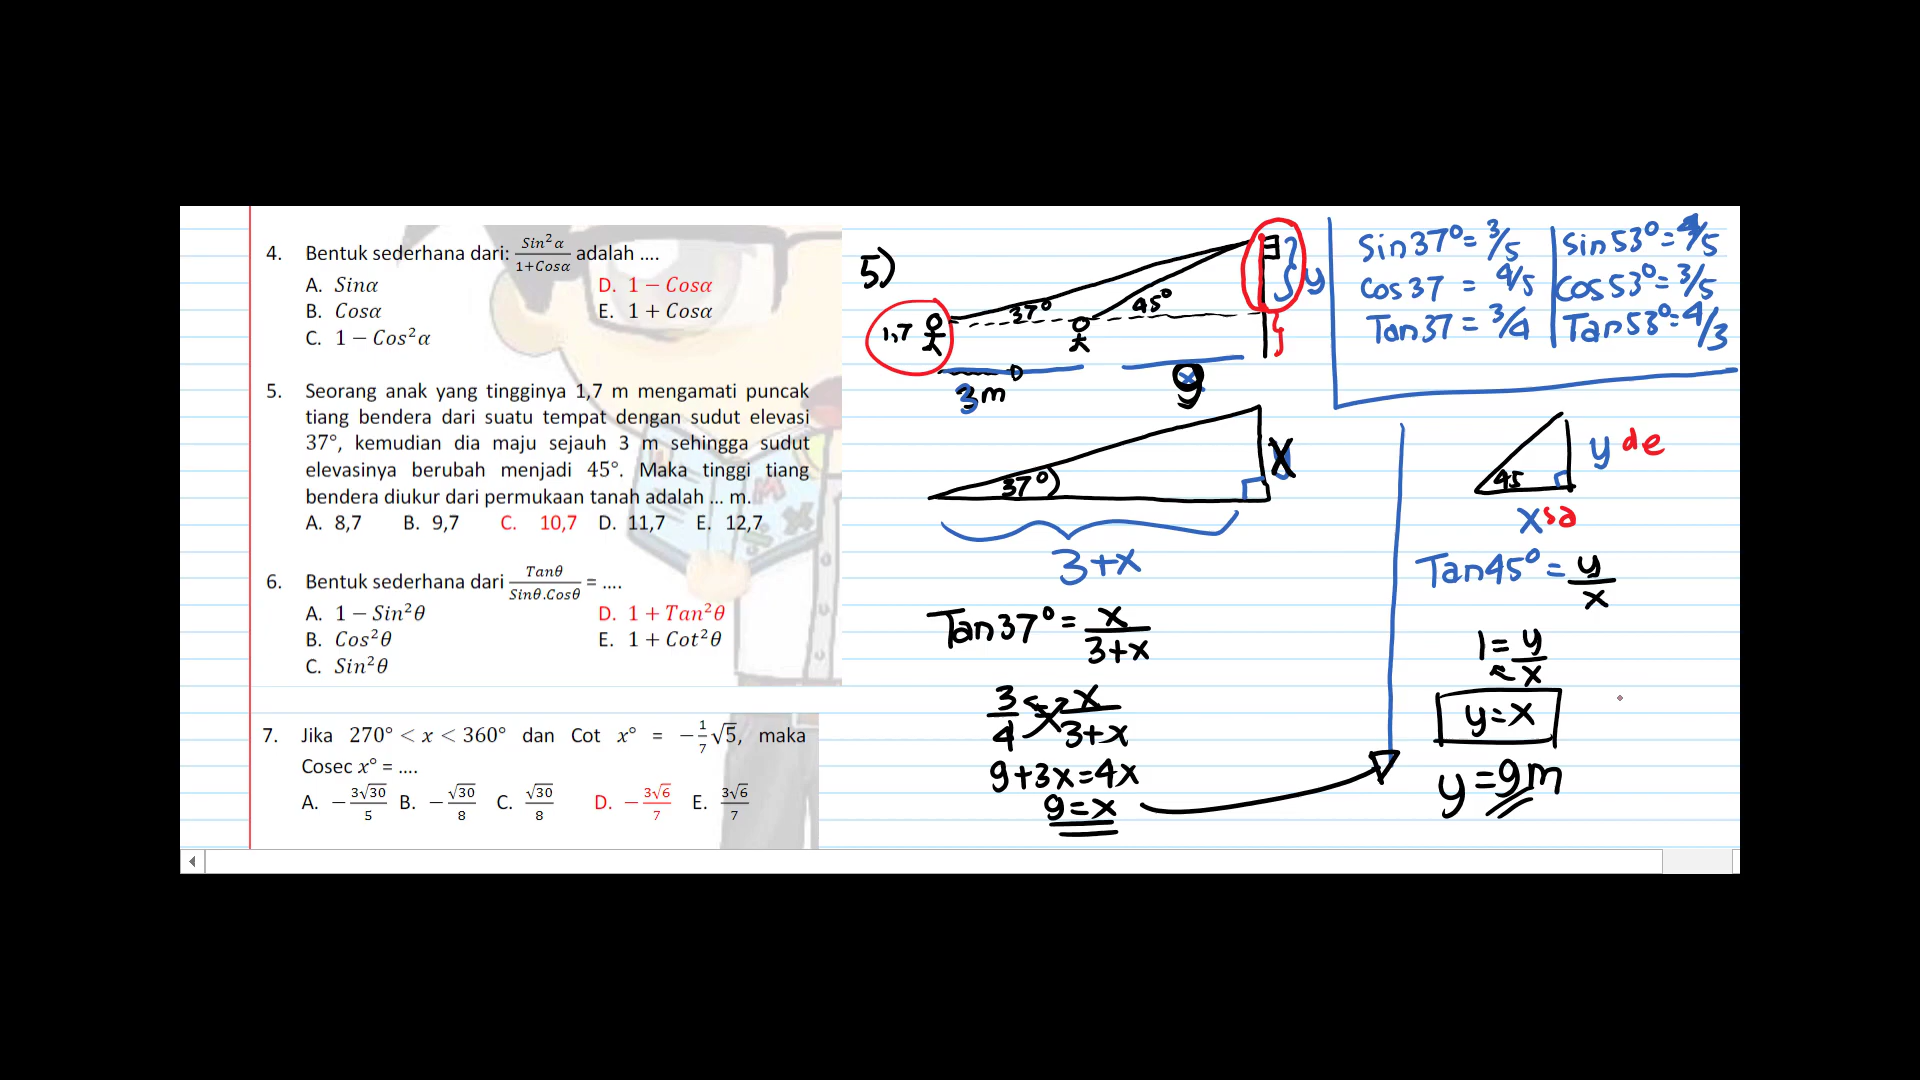 4. Bentuk sederhana dari: Sin²α/1+Cosα adalah ....
A. Sinα D. 1 − Cosα
B. Cosα E. 1 + Cosα
C. 1 − Cos²α
5. Seorang anak yang tingginya 1,7 m mengamati puncak
tiang bendera dari suatu tempat dengan sudut elevasi
37°, kemudian dia maju sejauh 3 m sehingga sudut
elevasinya berubah menjadi 45°. Maka tinggi tiang
bendera diukur dari permukaan tanah adalah ... m.
A. 8,7 B. 9,7 C. 10,7 D. 11,7 E. 12,7
6. Bentuk sederhana dari Tanθ/Sinθ.Cosθ = ....
A. 1 − Sin²θ D. 1 + Tan²θ
B. Cos²θ E. 1 + Cot²θ
C. Sin²θ
7. Jika 270° < x < 360° dan Cot x° = −1/7√5, maka
Cosec x° = ....
A. −3√30/5 B. −√30/8 C. √30/8 D. −3√6/7 E. 3√6/7
5)
37° 45° y
1,7
3m 9
37°) x
3+x
Tan37° = x/3+x
3/4 x/3+x
9+3x=4x
9=x
Sin37°=3/5 Sin53°=4/5
Cos37 = 4/5 Cos53°=3/5
Tan37 = 3/4 Tan53°=4/3
y de
45
x sa
Tan45° = y/x
1 = y/x
y=x
y=9m